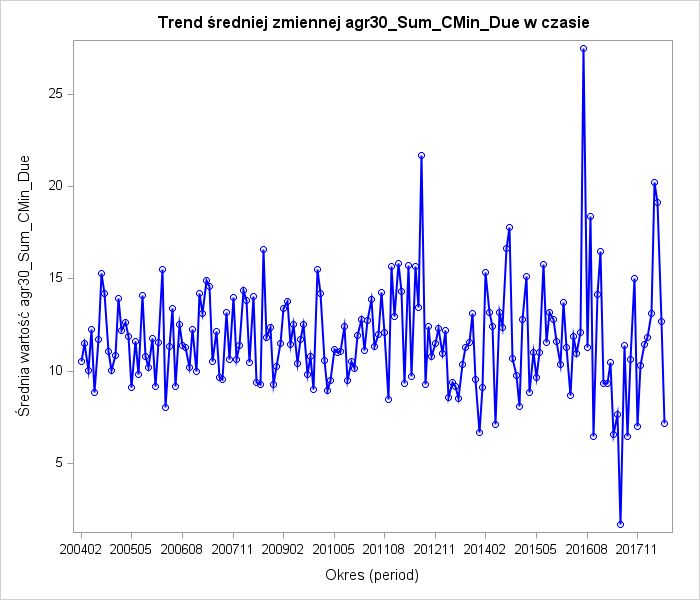 Trend średniej zmiennej agr30_Sum_CMin_Due w czasie
Średnia wartość agr30_Sum_CMin_Due
25
20
15
10
5
200402 200505 200608 200711 200902 201005 201108 201211 201402 201505 201608 201711
Okres (period)